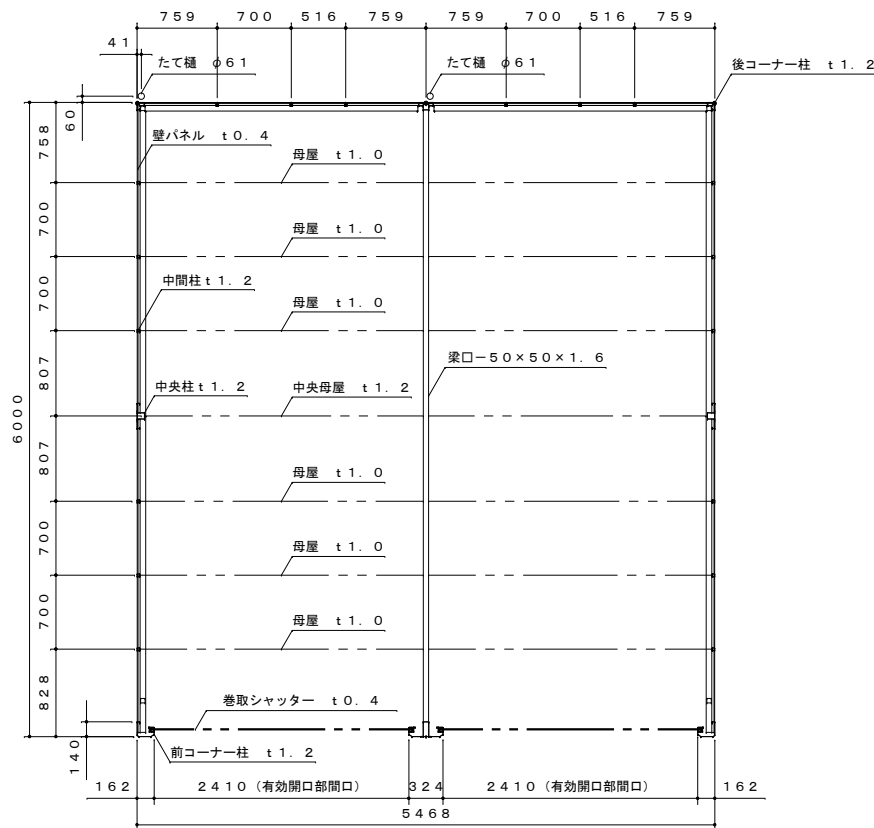 759 700 516 759 759 700 516 759
41
たて樋 φ61 たて樋 φ61 後コーナー柱 t1.2
60
758
壁パネル t0.4
母屋 t1.0
700
母屋 t1.0
700
中間柱t1.2
母屋 t1.0
807
梁口－50×50×1.6
中央柱t1.2 中央母屋 t1.2
6000
807
母屋 t1.0
700
母屋 t1.0
700
母屋 t1.0
828
巻取シャッター t0.4
140
前コーナー柱 t1.2
162 2410(有効開口部間口) 324 2410(有効開口部間口) 162
5468